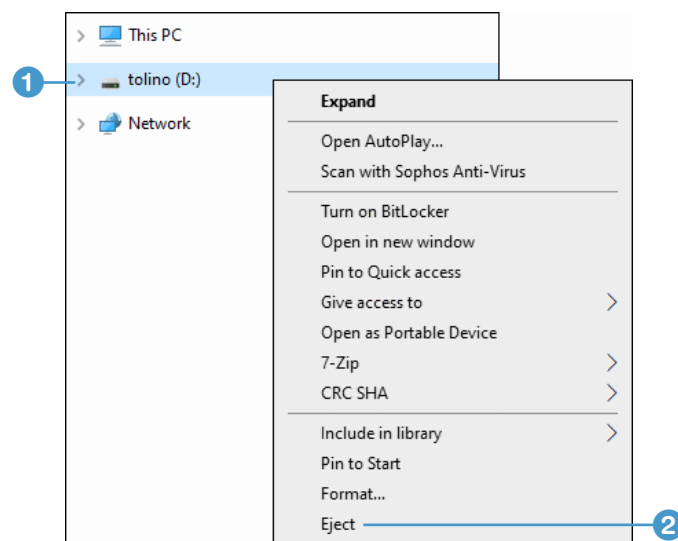 This PC
1
tolino (D:)
Network
Expand
Open AutoPlay...
Scan with Sophos Anti-Virus
Turn on BitLocker
Open in new window
Pin to Quick access
Give access to
Open as Portable Device
7-Zip
CRC SHA
Include in library
Pin to Start
Format...
Eject
2